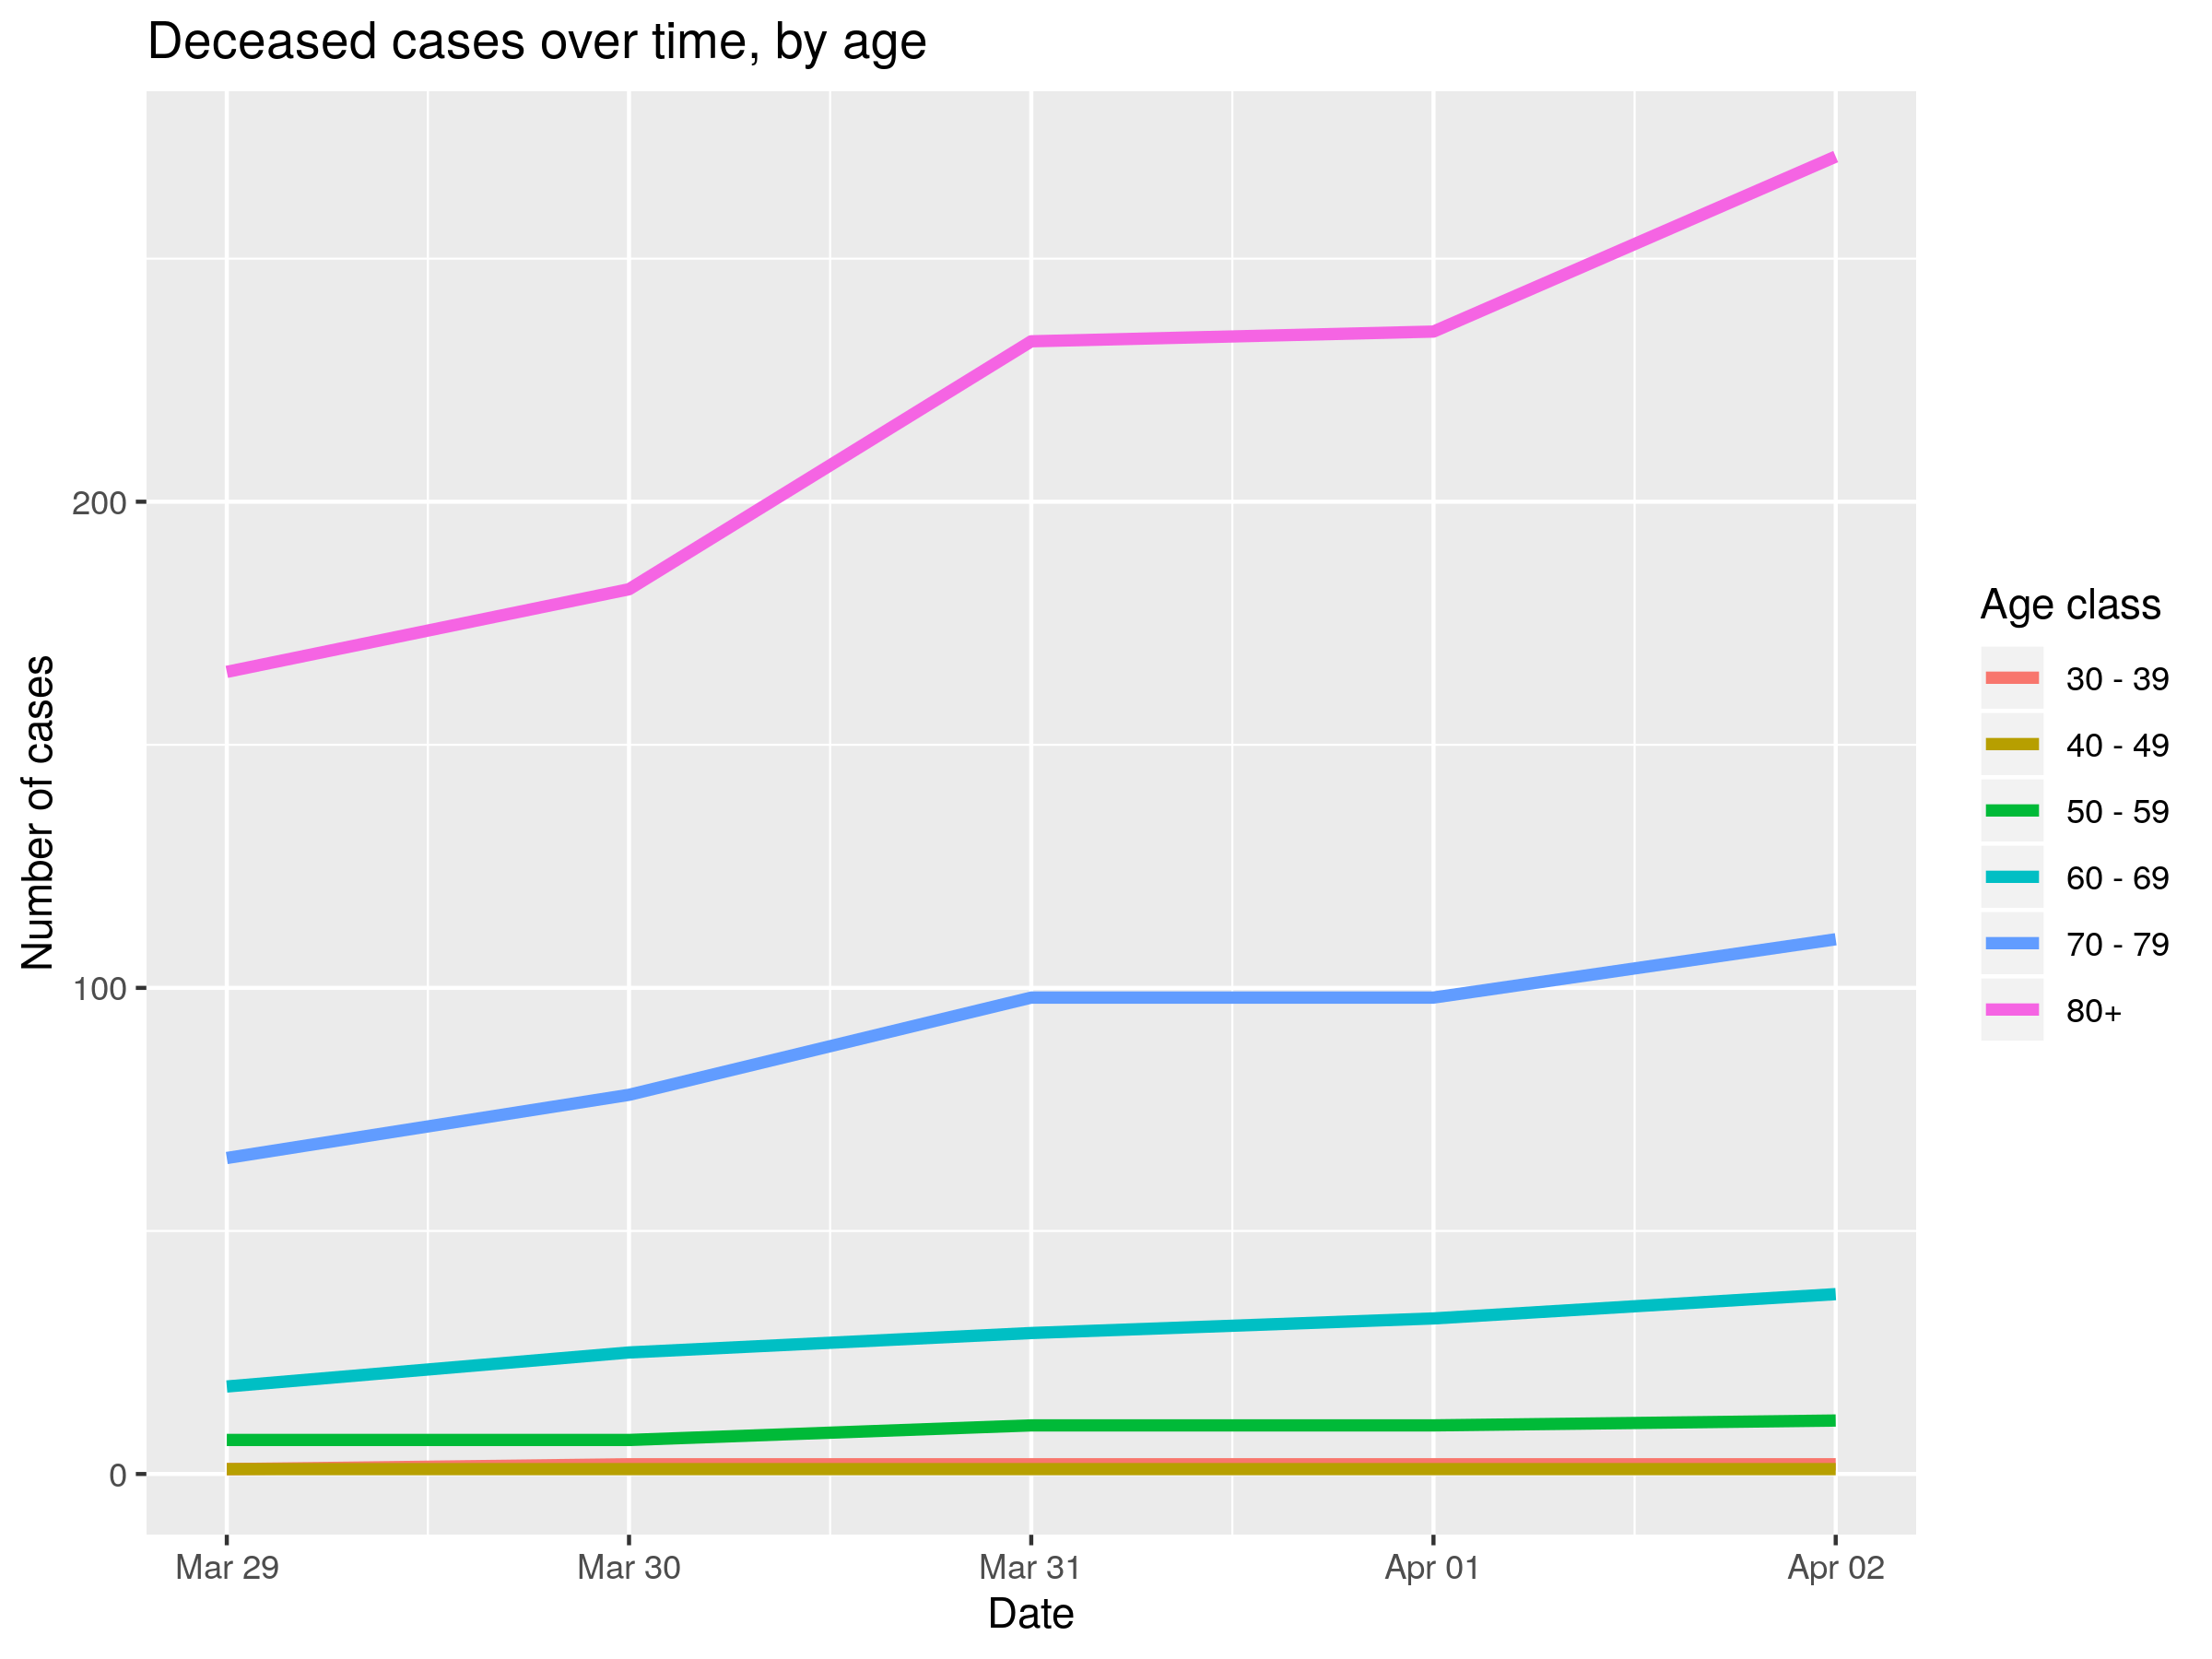 Deceased cases over time, by age
Number of cases
200
100
0
Mar 29
Mar 30
Mar 31
Apr 01
Apr 02
Date
Age class
30 - 39
40 - 49
50 - 59
60 - 69
70 - 79
80+